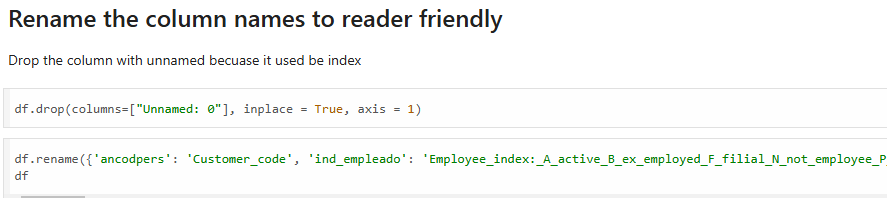 Rename the column names to reader friendly
Drop the column with unnamed becuase it used be index
df.drop(columns=["Unnamed: 0"], inplace = True, axis = 1)
df.rename({'ancodpers': 'Customer_code', 'ind_empleado': 'Employee_index:_A_active_B_ex_employed_F_filial_N_not_employee_P_
df